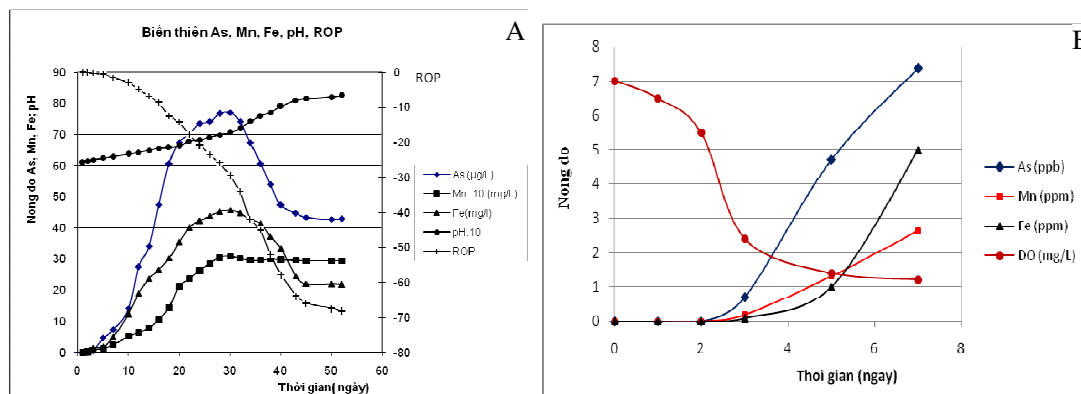 Biến thiên As, Mn, Fe, pH, ROP
A
90
80
70
60
50
40
30
20
10
0
Nong do As, Mn, Fe; pH
0
-10
-20
-30
-40
-50
-60
-70
-80
ROP
As (µg/L)
Mn.10 (mg/L)
Fe(mg/L)
pH.10
ROP
0
10
20
30
40
50
60
Thời gian (ngày)
8
7
6
5
4
3
2
1
0
Nong do
As (ppb)
Mn (ppm)
Fe (ppm)
DO (mg/L)
0
2
4
6
8
Thoi gian (ngay)